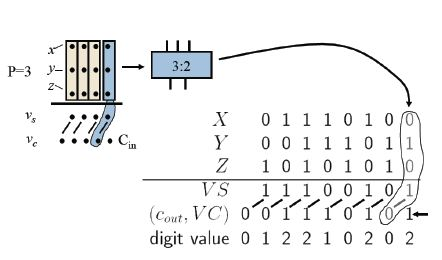 x
y
z
P=3
v_s
v_c
C_in
3:2
X 0 1 1 1 0 1 0 0
Y 0 0 1 1 1 0 1 1
Z 1 0 1 0 1 0 1 0
VS 1 1 1 0 0 1 0 1
(c_out, VC) 0 0 1 1 1 0 1 0 1
digit value 0 1 2 2 1 0 2 0 2